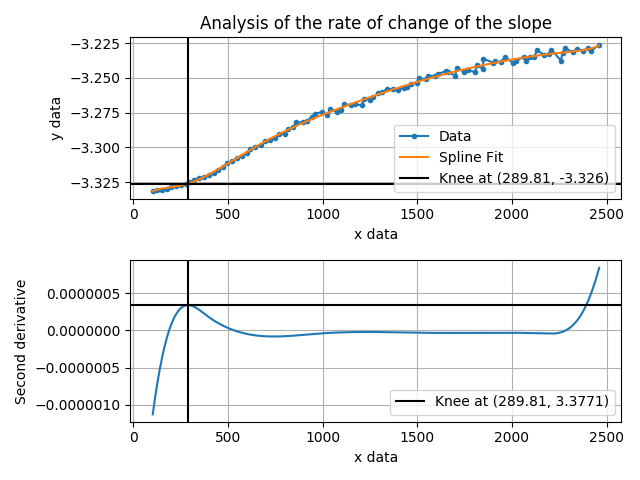 Analysis of the rate of change of the slope
y data
−3.225
−3.250
−3.275
−3.300
−3.325
Data
Spline Fit
Knee at (289.81, -3.326)
0
500
1000
1500
2000
2500
x data
Second derivative
0.0000005
0.0000000
−0.0000005
−0.0000010
Knee at (289.81, 3.3771)
0
500
1000
1500
2000
2500
x data